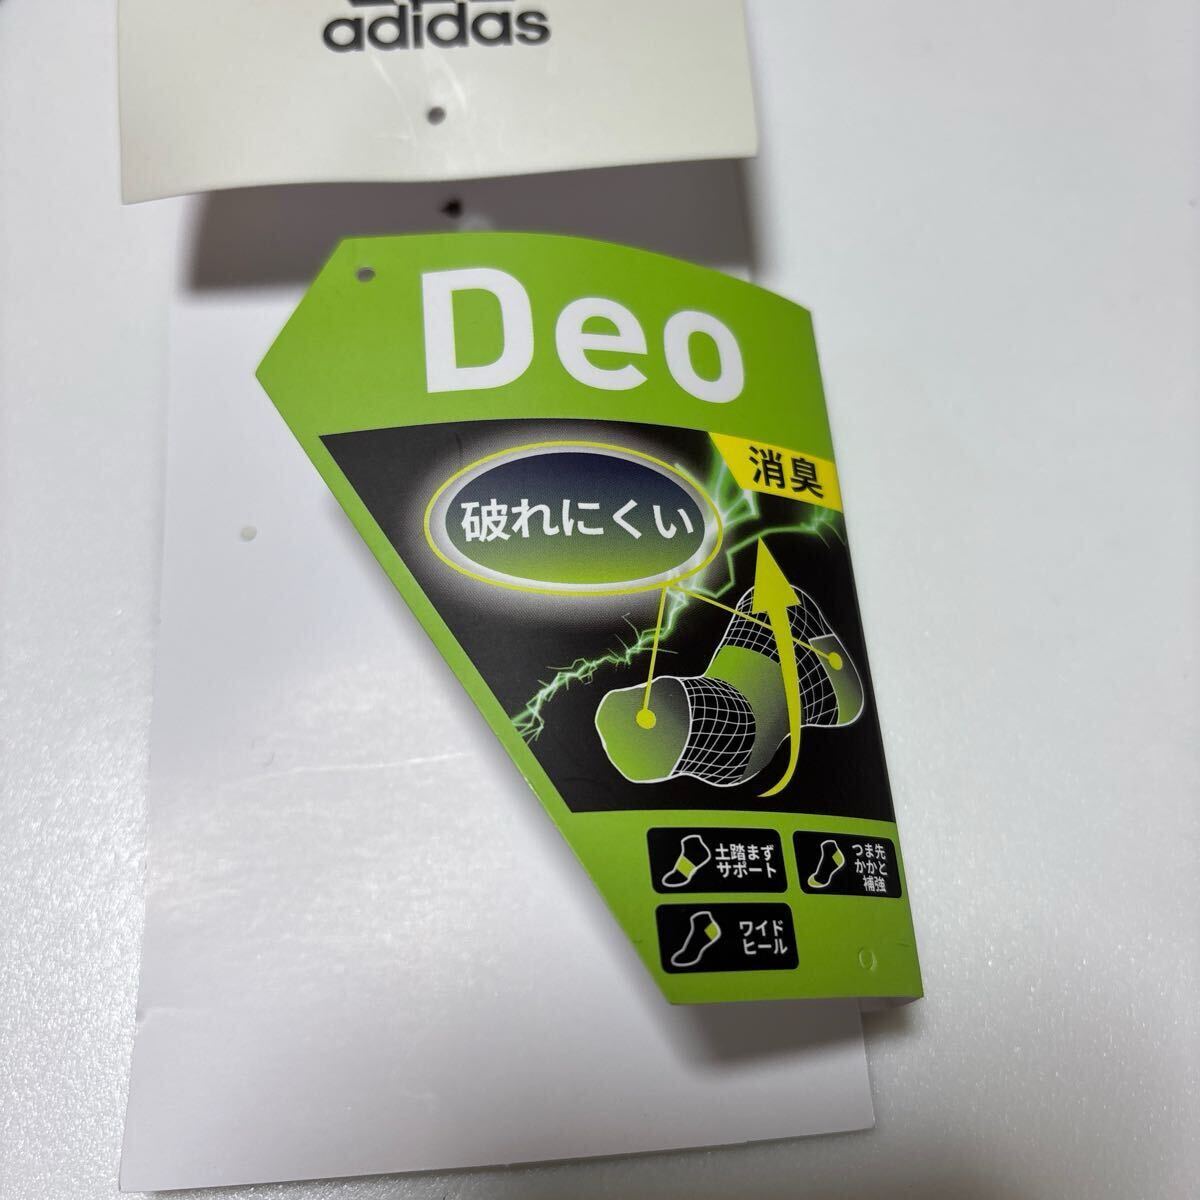 adidas
Deo
消臭
破れにくい
土踏まず
サポート
つま先
かかと
補強
ワイド
ヒール